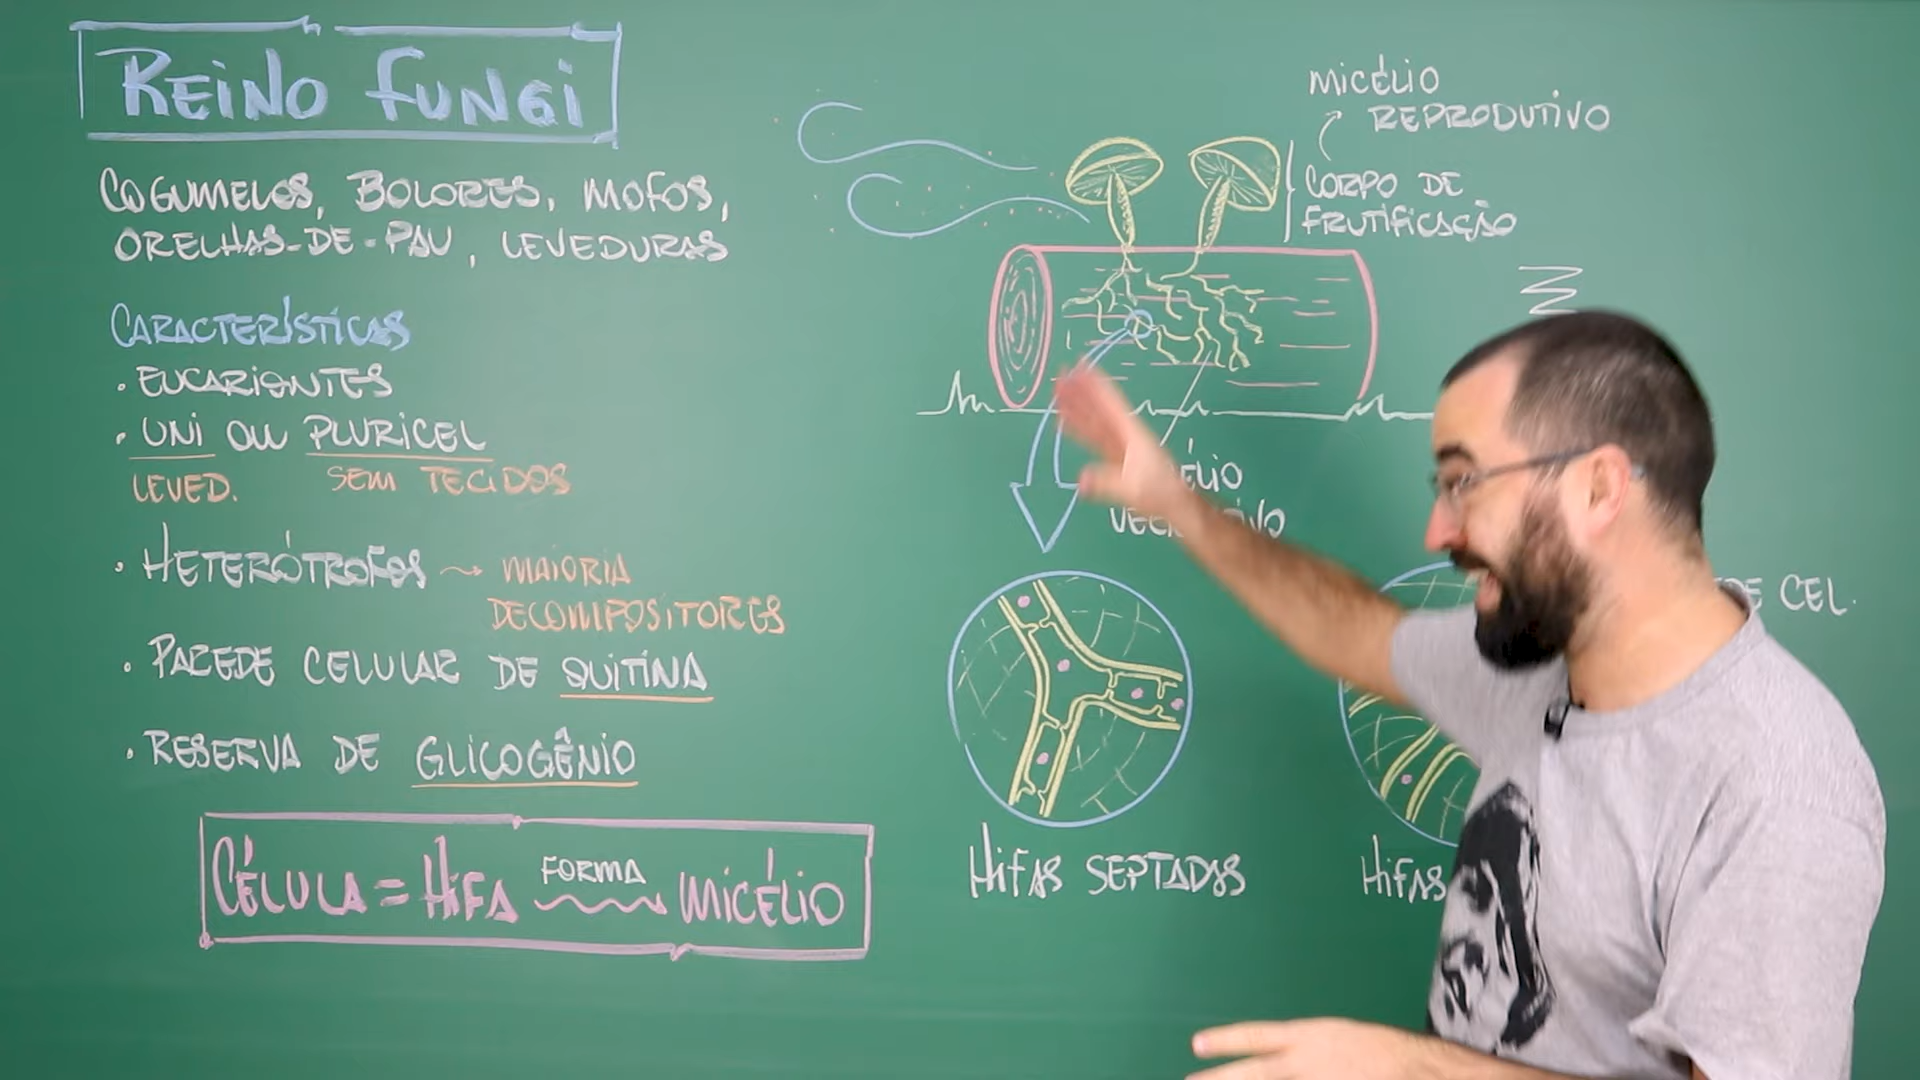 REINO FUNGI
COGUMELOS, BOLORES, MOFOS,
ORELHAS-DE-PAU, LEVEDURAS
CARACTERÍSTICAS
• EUCARIONTES
• UNI OU PLURICEL
LEVED. SEM TECIDOS
• HETERÓTROFOS → MAIORIA
DECOMPOSITORES
• PAREDE CELULAR DE QUITINA
• RESERVA DE GLICOGÊNIO
CÉLULA = HIFA FORMA MICÉLIO
MICÉLIO
REPRODUTIVO
CORPO DE
FRUTIFICAÇÃO
ÉLIO
HIFAS SEPTADAS
HIFAS
DE CEL.